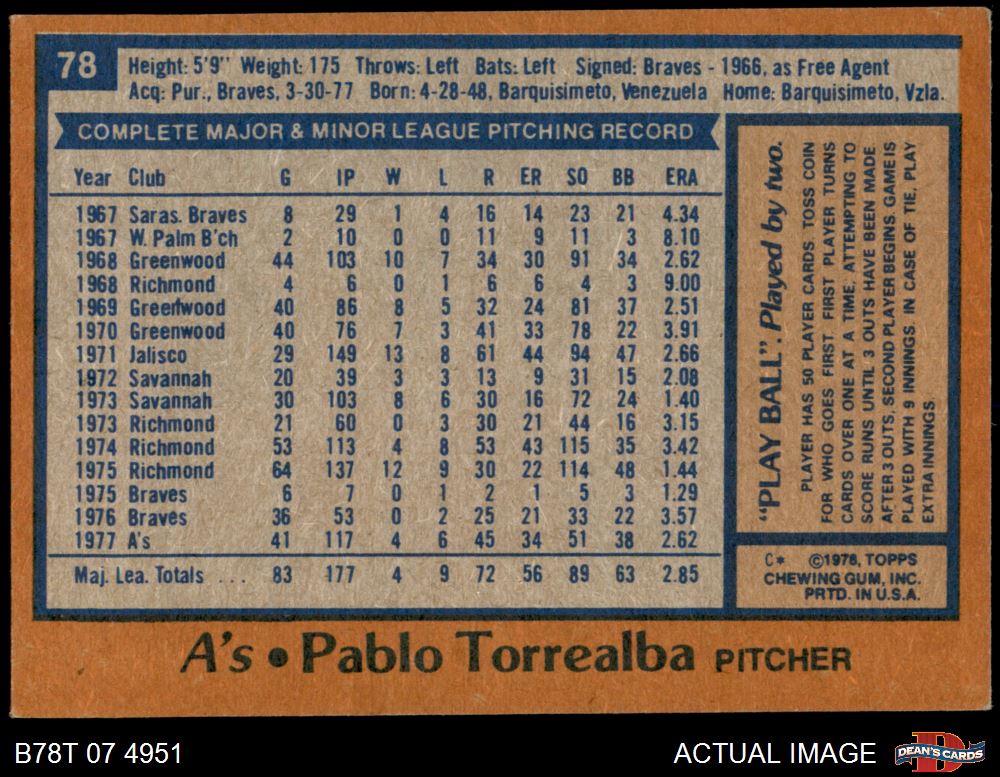 78
Height: 5'9" Weight: 175 Throws: Left Bats: Left Signed: Braves - 1966, as Free Agent
Acq: Pur., Braves, 3-30-77 Born: 4-28-48, Barquisimeto, Venezuela Home: Barquisimeto, Vzla.
COMPLETE MAJOR & MINOR LEAGUE PITCHING RECORD
Year Club G IP W L R ER SO BB ERA
1967 Saras. Braves 8 29 1 4 16 14 23 21 4.34
1967 W. Palm B'ch 2 10 0 0 11 9 11 3 8.10
1968 Greenwood 44 103 10 7 34 30 91 34 2.62
1968 Richmond 4 6 0 1 6 6 4 3 9.00
1969 Greenwood 40 86 8 5 32 24 81 37 2.51
1970 Greenwood 40 76 7 3 41 33 78 22 3.91
1971 Jalisco 29 149 13 8 61 44 94 47 2.66
1972 Savannah 20 39 3 3 13 9 31 15 2.08
1973 Savannah 30 103 8 6 30 16 72 24 1.40
1973 Richmond 21 60 0 3 30 21 44 16 3.15
1974 Richmond 53 113 4 8 53 43 115 35 3.42
1975 Richmond 64 137 12 9 30 22 114 48 1.44
1975 Braves 6 7 0 1 2 1 5 3 1.29
1976 Braves 36 53 0 2 25 21 33 22 3.57
1977 A's 41 117 4 6 45 34 51 38 2.62
Maj. Lea. Totals ... 83 177 4 9 72 56 89 63 2.85
"PLAY BALL". Played by two.
PLAYER HAS 50 PLAYER CARDS. TOSS COIN
FOR WHO GOES FIRST. FIRST PLAYER TURNS
CARDS OVER ONE AT A TIME, ATTEMPTING TO
SCORE RUNS UNTIL 3 OUTS HAVE BEEN MADE
AFTER 3 OUTS, SECOND PLAYER BEGINS. GAME IS
PLAYED WITH 9 INNINGS. IN CASE OF TIE, PLAY
EXTRA INNINGS
C* ©1978, TOPPS
CHEWING GUM, INC.
PRTD. IN U.S.A.
A's • Pablo Torrealba PITCHER
B78T 07 4951
ACTUAL IMAGE
D
DEAN'S CARDS